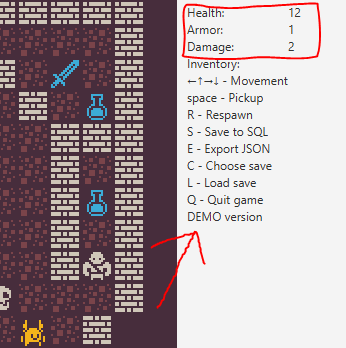 Health: 12
Armor: 1
Damage: 2
Inventory:
←↑→↓ - Movement
space - Pickup
R - Respawn
S - Save to SQL
E - Export JSON
C - Choose save
L - Load save
Q - Quit game
DEMO version